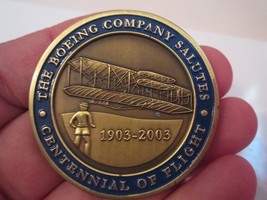 THE BOEING COMPANY SALUTES
1903-2003
CENTENNIAL OF FLIGHT